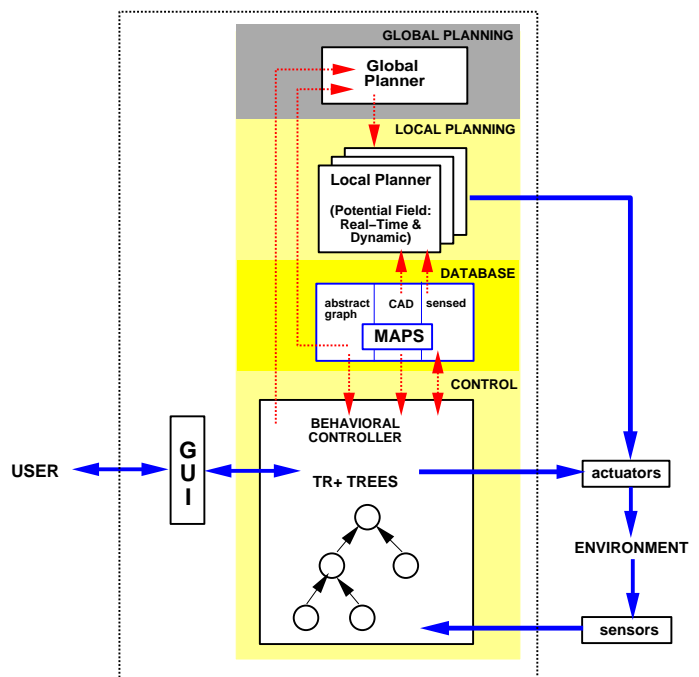 GLOBAL PLANNING
Global
Planner
LOCAL PLANNING
Local Planner
(Potential Field:
Real−Time &
Dynamic)
DATABASE
abstract
graph
CAD
sensed
MAPS
CONTROL
BEHAVIORAL
CONTROLLER
USER
G
U
I
TR+ TREES
actuators
ENVIRONMENT
sensors